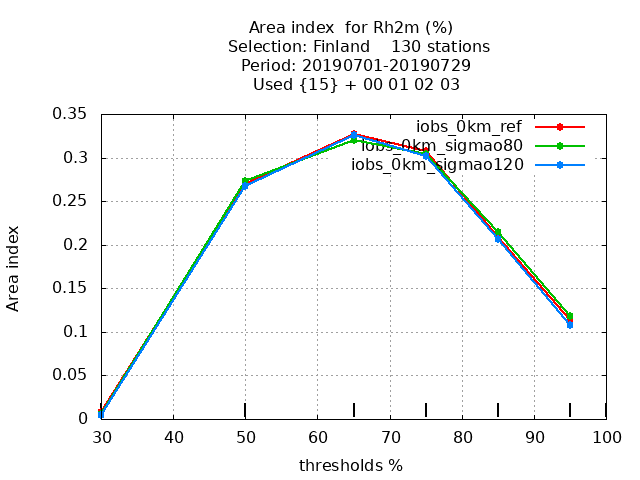 Area index  for Rh2m (%)
Selection: Finland    130 stations
Period: 20190701-20190729
Used {15} + 00 01 02 03
0.35
0.3
0.25
0.2
0.15
0.1
0.05
0
Area index
iobs_0km_ref
iobs_0km_sigmao80
iobs_0km_sigmao120
30 40 50 60 70 80 90 100
thresholds %